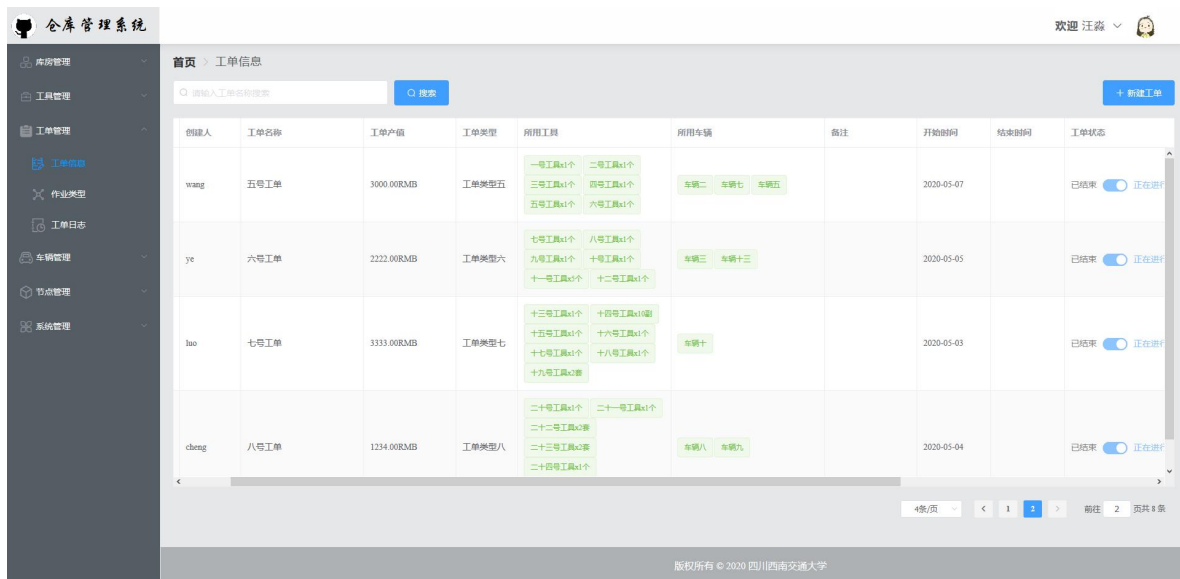 仓库管理系统
欢迎 汪淼
库房管理
工具管理
工单管理
工单信息
作业类型
工单日志
车辆管理
节点管理
系统管理
首页 > 工单信息
请输入工单名称搜索 搜索 + 新建工单
创建人 工单名称 工单产值 工单类型 所用工具 所用车辆 备注 开始时间 结束时间 工单状态
一号工具x1个 二号工具x1个
wang 五号工单 3000.00RMB 工单类型五 三号工具x1个 四号工具x1个 车辆二 车辆七 车辆五 2020-05-07 已结束 正在进行
五号工具x1个 六号工具x1个
七号工具x1个 八号工具x1个
ye 六号工单 2222.00RMB 工单类型六 九号工具x1个 十号工具x1个 车辆三 车辆十三 2020-05-05 已结束 正在进行
十一号工具x5个 十二号工具x1个
十三号工具x1个 十四号工具x10副
十五号工具x1个 十六号工具x1个
luo 七号工单 3333.00RMB 工单类型七 车辆十 2020-05-03 已结束 正在进行
十七号工具x1个 十八号工具x1个
十九号工具x2套
二十号工具x1个 二十一号工具x1个
二十二号工具x2套
cheng 八号工单 1234.00RMB 工单类型八 二十三号工具x2套 车辆八 车辆九 2020-05-04 已结束 正在进行
二十四号工具x1个
4条/页 < 1 2 > 前往 2 页共 8 条
版权所有 © 2020 四川西南交通大学